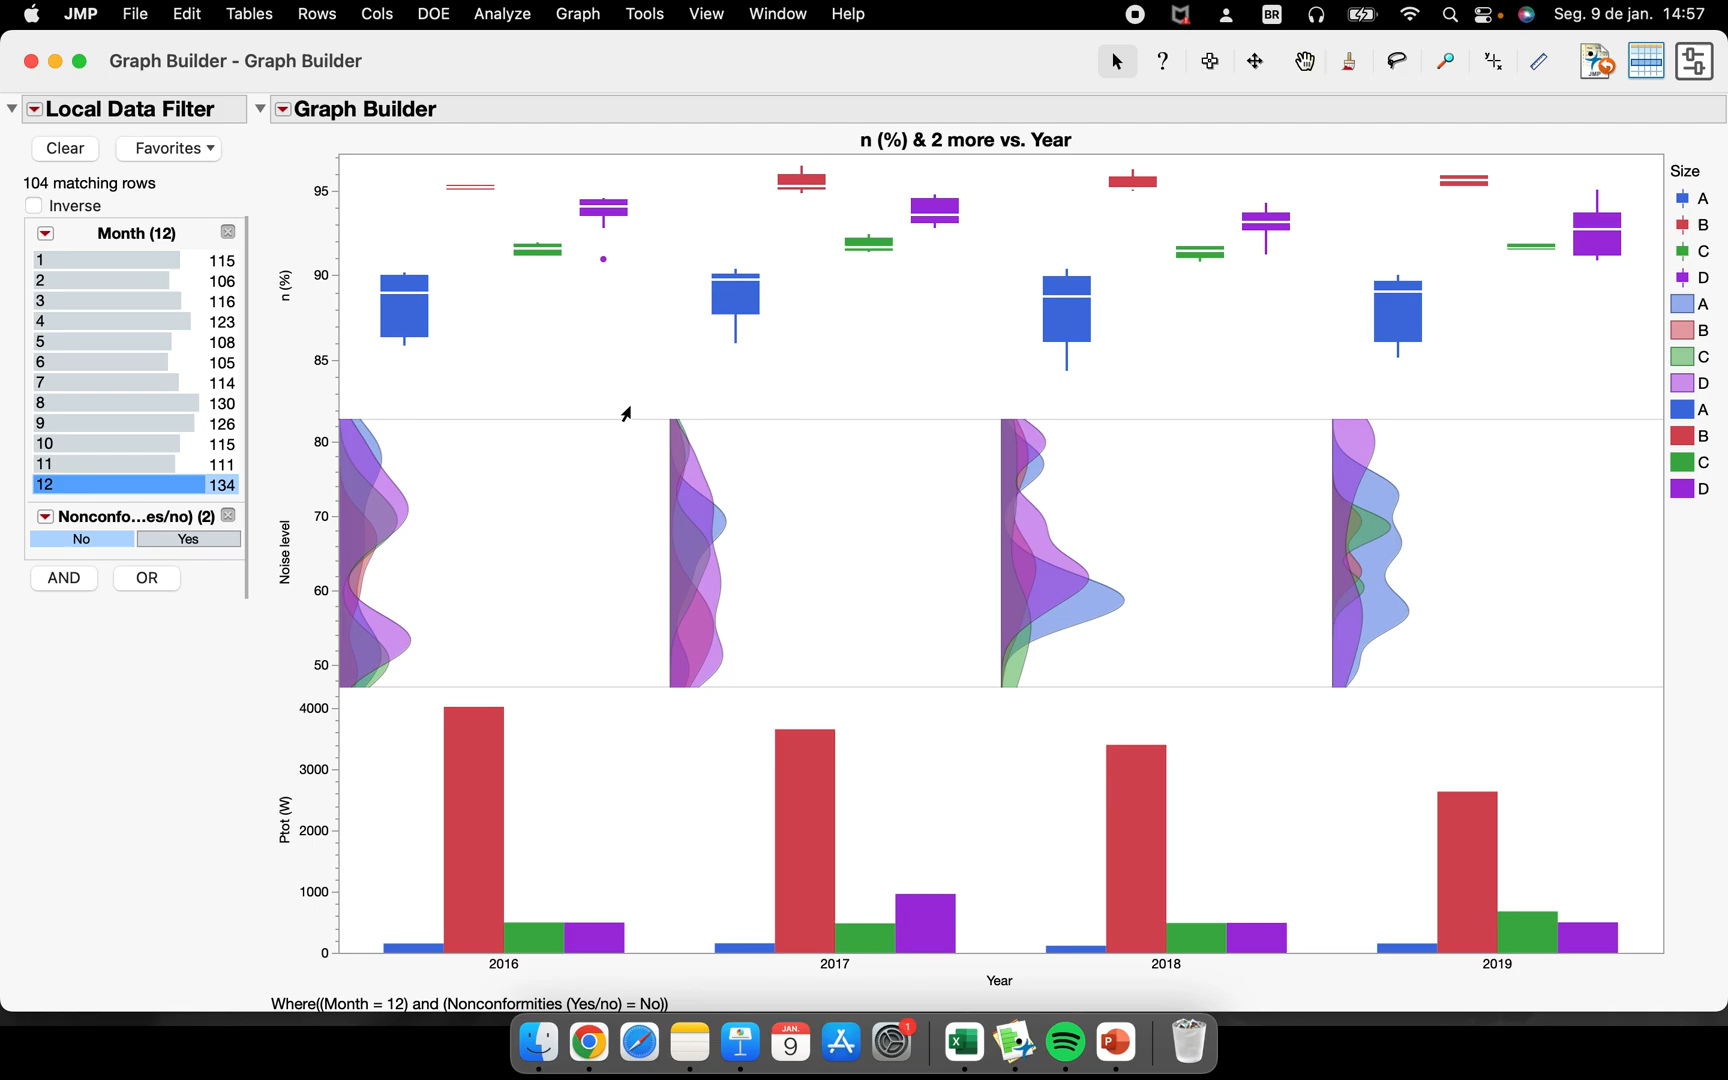 JMP File Edit Tables Rows Cols DOE Analyze Graph Tools View Window Help BR Seg. 9 de jan. 14:57
Graph Builder - Graph Builder ? JMP
Local Data Filter
Clear Favorites
104 matching rows
Inverse
Month (12)
1 115
2 106
3 116
4 123
5 108
6 105
7 114
8 130
9 126
10 115
11 111
12 134
Nonconfo...es/no) (2)
No Yes
AND OR
Graph Builder
n (%) & 2 more vs. Year
n (%)
95
90
85
Noise level
80
70
60
50
Ptot (W)
4000
3000
2000
1000
0
2016 2017 2018 2019
Year
Where((Month = 12) and (Nonconformities (Yes/no) = No))
Size
A
B
C
D
A
B
C
D
A
B
C
D
JAN.
9
1
X
P